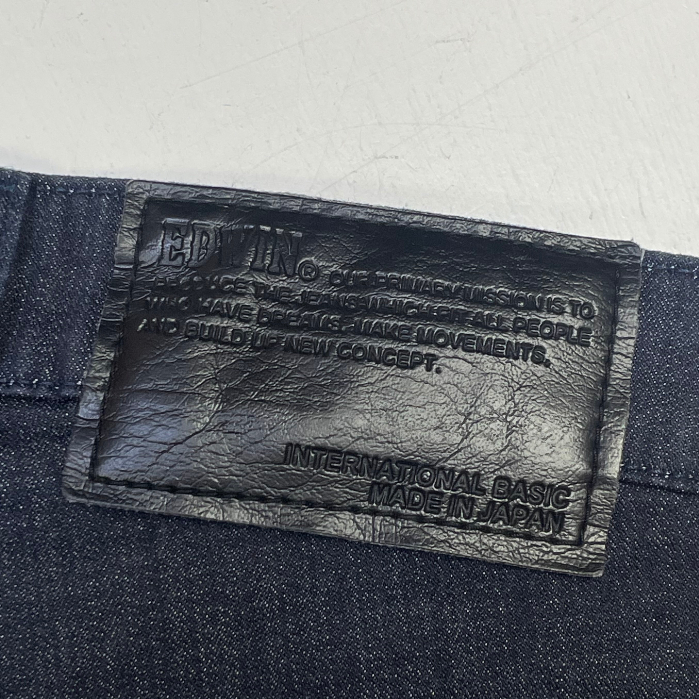 EDWIN® OUR PRIMARY MISSION IS TO
PRODUCE THE JEANS WHICH FIT ALL PEOPLE
WHO HAVE DREAMS, MAKE MOVEMENTS,
AND BUILD UP NEW CONCEPT.
INTERNATIONAL BASIC
MADE IN JAPAN